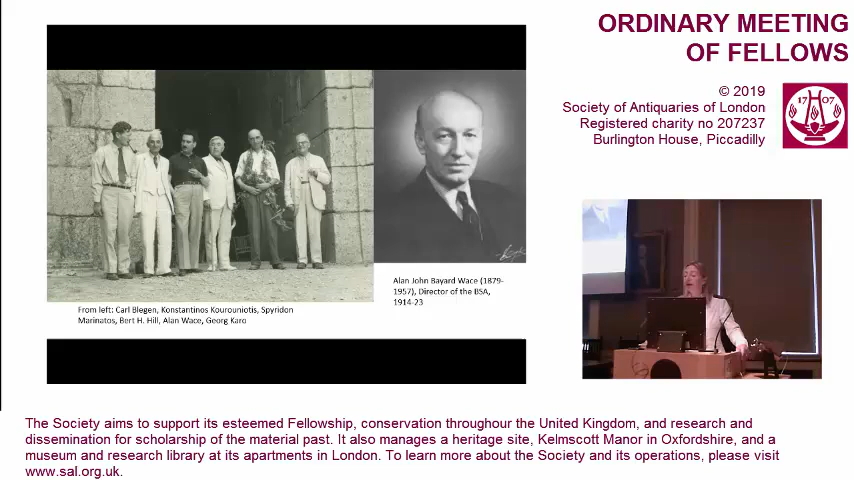 ORDINARY MEETING
OF FELLOWS
© 2019
Society of Antiquaries of London
Registered charity no 207237
Burlington House, Piccadilly
17 07
Alan John Bayard Wace (1879-
1957), Director of the BSA,
1914-23
From left: Carl Blegen, Konstantinos Kourouniotis, Spyridon
Marinatos, Bert H. Hill, Alan Wace, Georg Karo
The Society aims to support its esteemed Fellowship, conservation throughour the United Kingdom, and research and
dissemination for scholarship of the material past. It also manages a heritage site, Kelmscott Manor in Oxfordshire, and a
museum and research library at its apartments in London. To learn more about the Society and its operations, please visit
www.sal.org.uk.